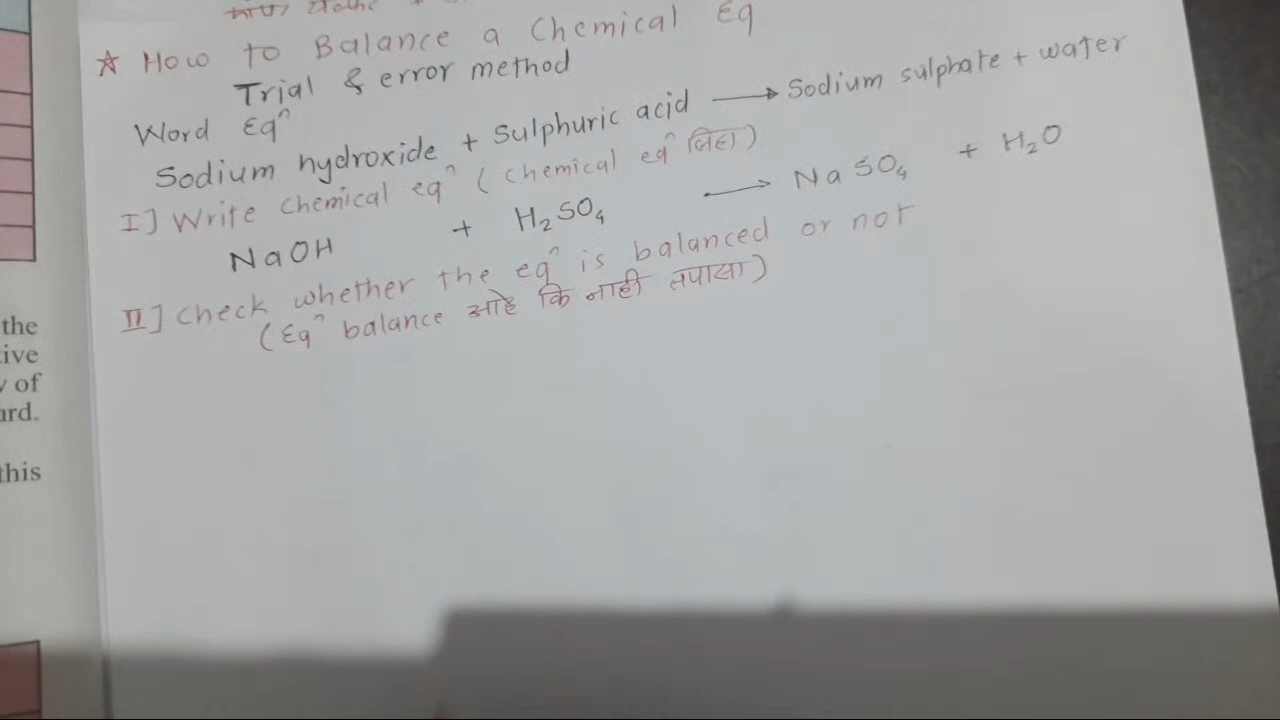 ☆ How to Balance a Chemical Eq
Trial & error method
Word Eqⁿ
Sodium hydroxide + Sulphuric acid ⟶ Sodium sulphate + water
I] Write chemical eqⁿ (chemical eqⁿ लिहा)
NaOH + H₂SO₄ ⟶ NaSO₄ + H₂O
II] Check whether the eqⁿ is balanced or not
(Eqⁿ balance आहे कि नाही तपासा)
the
ive
of
ard.
this